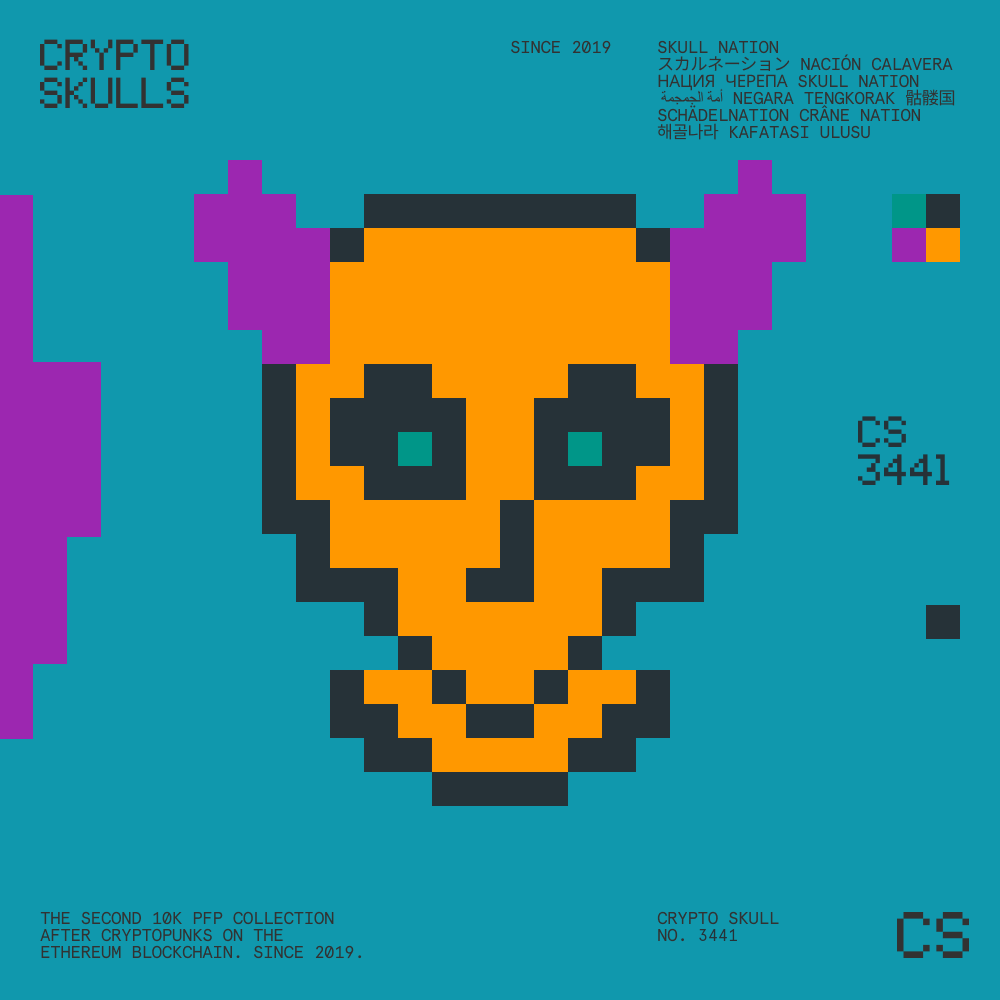 CRYPTO
SKULLS
SINCE 2019
SKULL NATION
スカルネーション NACIÓN CALAVERA
НАЦИЯ ЧЕРЕПА SKULL NATION
أمة الجمجمة NEGARA TENGKORAK 骷髅国
SCHÄDELNATION CRÂNE NATION
해골나라 KAFATASI ULUSU
CS
3441
THE SECOND 10K PFP COLLECTION
AFTER CRYPTOPUNKS ON THE
ETHEREUM BLOCKCHAIN. SINCE 2019.
CRYPTO SKULL
NO. 3441
CS